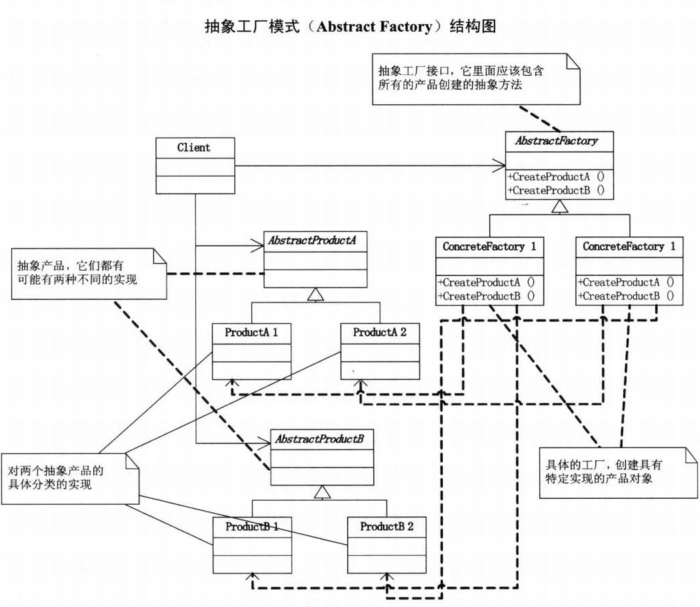 抽象工厂模式（Abstract Factory）结构图
抽象工厂接口，它里面应该包含
所有的产品创建的抽象方法
Client
AbstractFactory
+CreateProductA ()
+CreateProductB ()
AbstractProductA
ConcreteFactory 1
+CreateProductA ()
+CreateProductB ()
ConcreteFactory 1
+CreateProductA ()
+CreateProductB ()
抽象产品，它们都有
可能有两种不同的实现
ProductA 1
ProductA 2
AbstractProductB
对两个抽象产品的
具体分类的实现
具体的工厂，创建具有
特定实现的产品对象
ProductB 1
ProductB 2